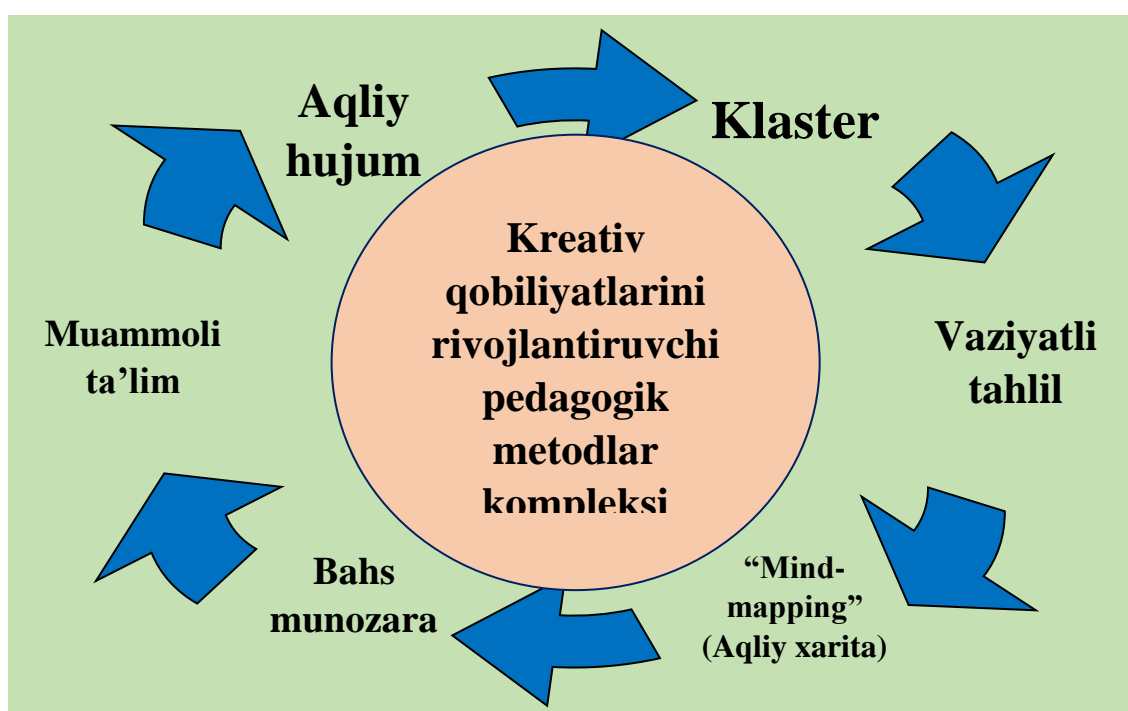 Aqliy
hujum
Klaster
Vaziyatli
tahlil
“Mind-
mapping”
(Aqliy xarita)
Bahs
munozara
Muammoli
ta’lim
Kreativ
qobiliyatlarini
rivojlantiruvchi
pedagogik
metodlar
kompleksi